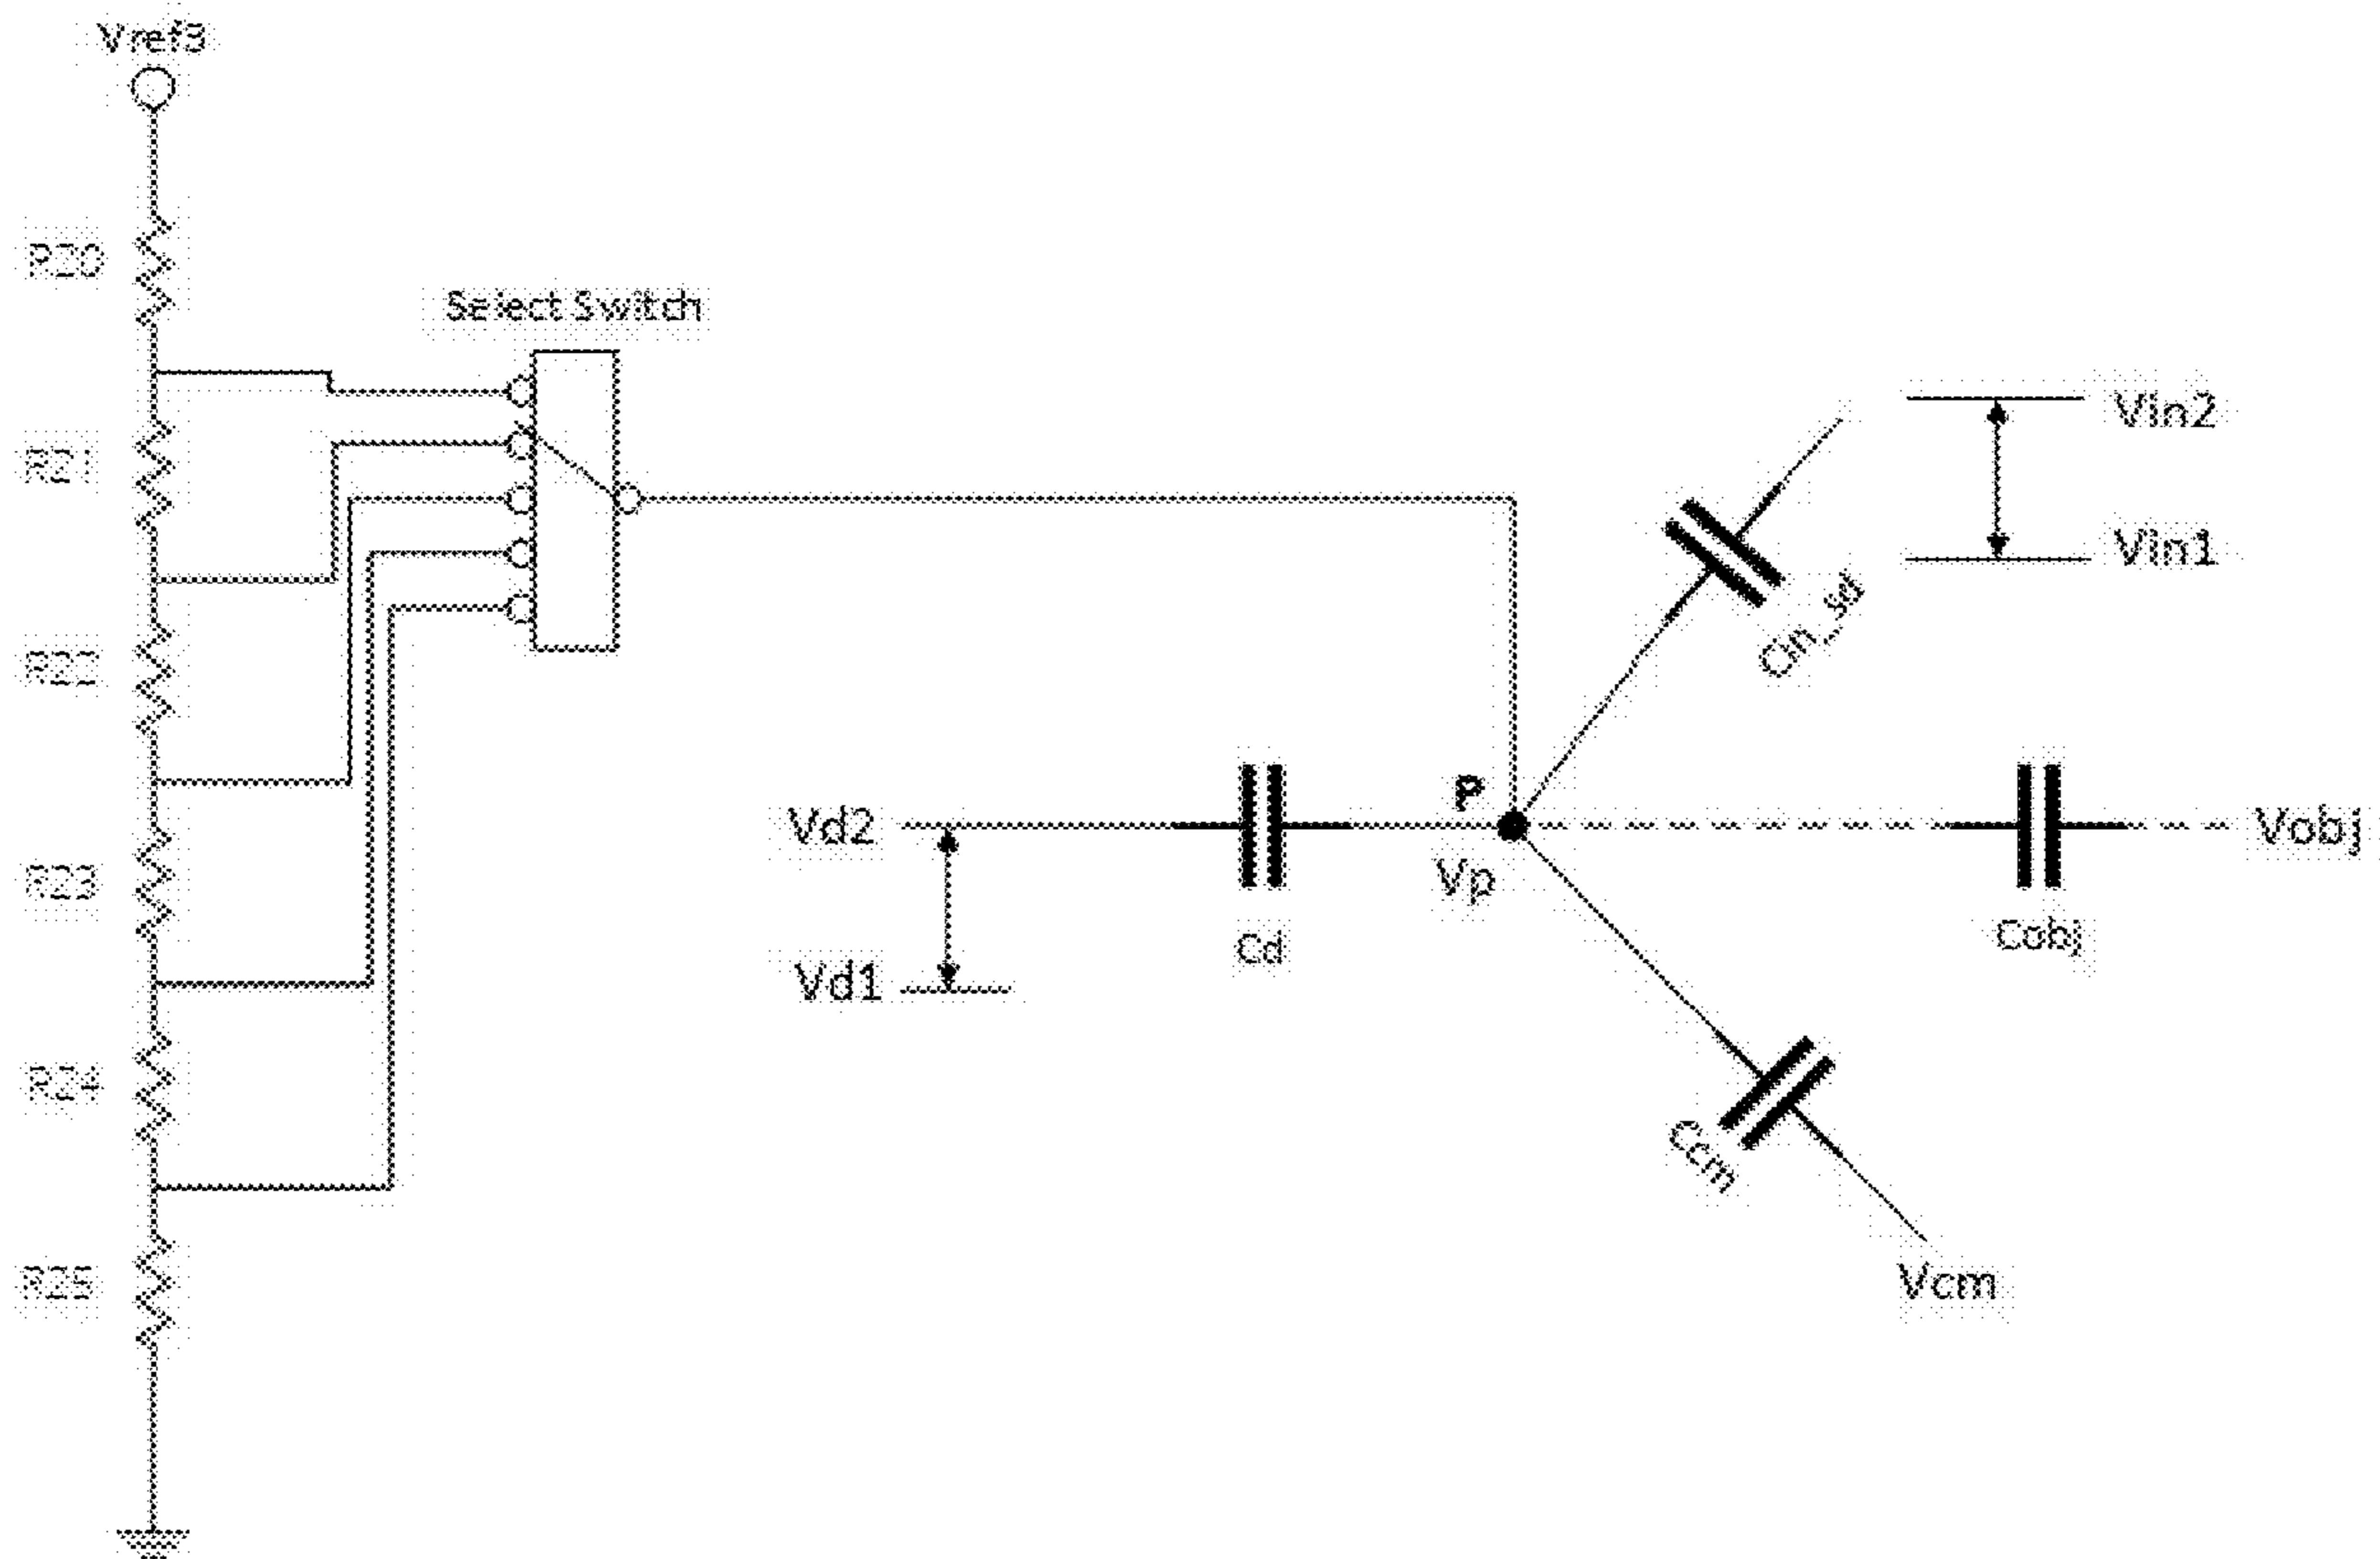 Vref3
R20
Select Switch
R21
Vin2
Vin1
Cin_sd
R22
P
Vd2
Vobj
Vp
R23
Cobj
Cd
Vd1
R24
Ccm
R25
Vcm